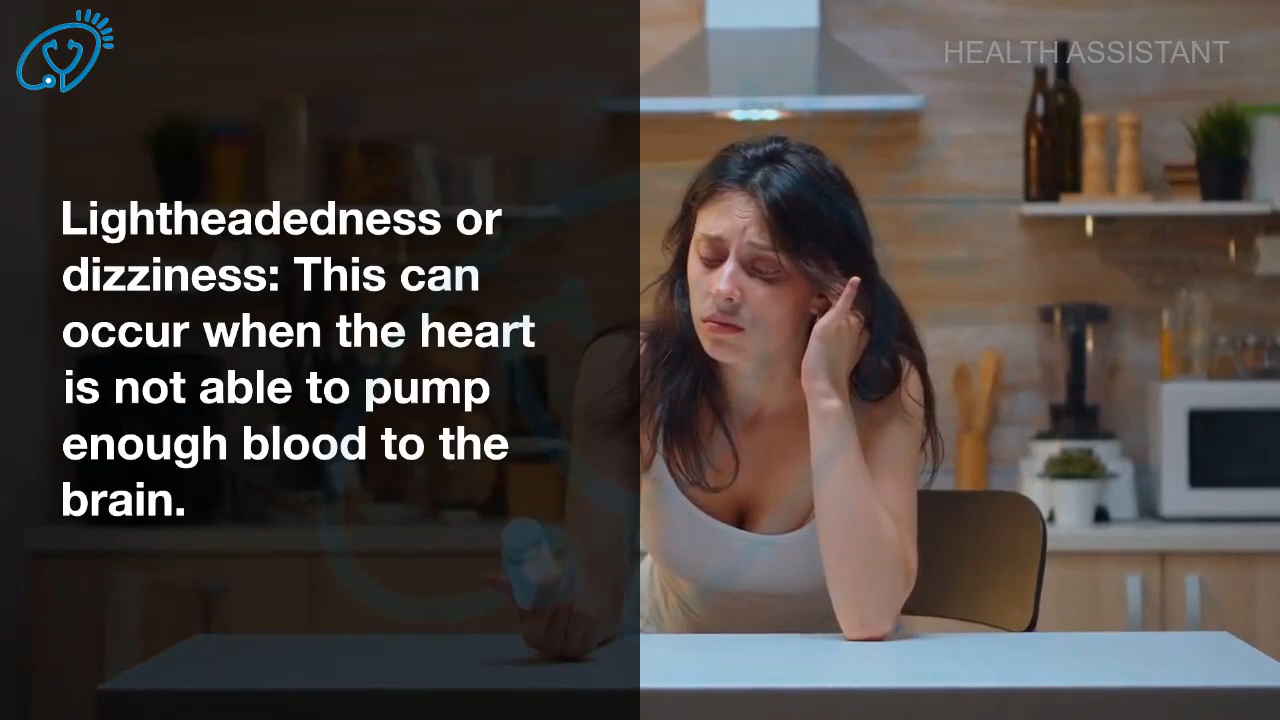 HEALTH ASSISTANT
Lightheadedness or
dizziness: This can
occur when the heart
is not able to pump
enough blood to the
brain.